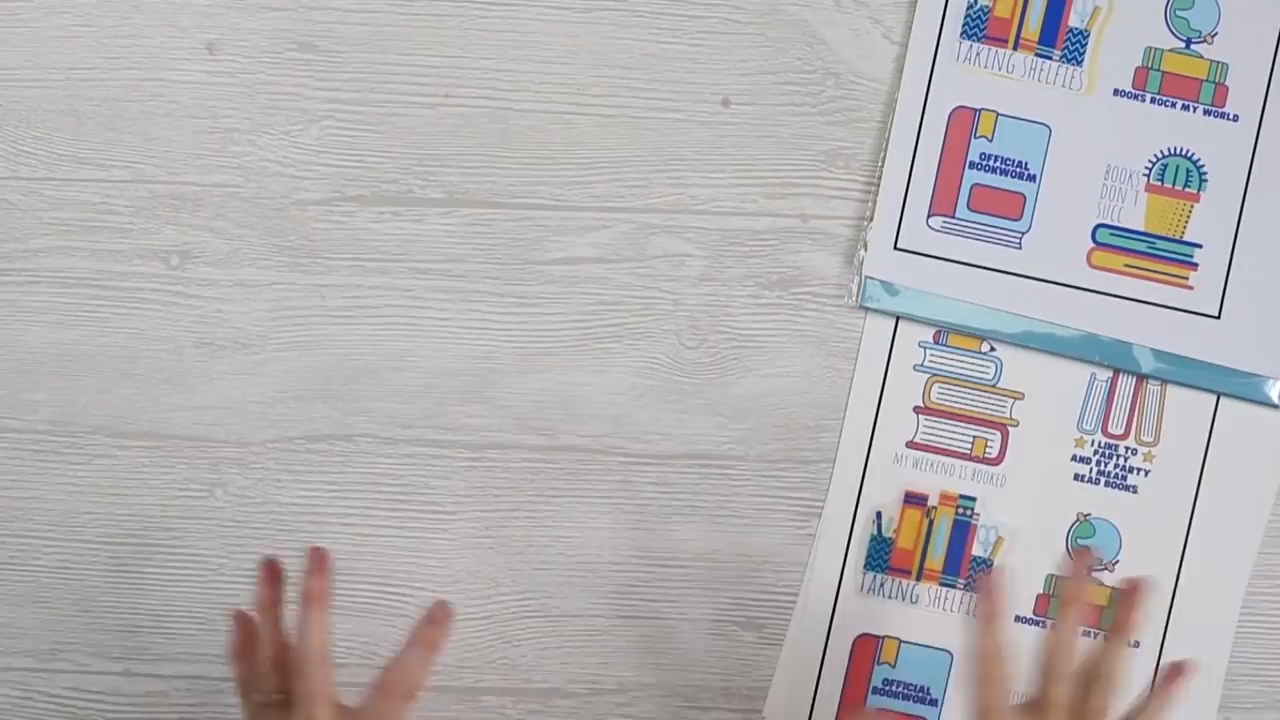 TAKING SHELFIES
BOOKS ROCK MY WORLD
OFFICIAL
BOOKWORM
BOOKS
DON'T
SUCC
MY WEEKEND IS BOOKED
I LIKE TO
PARTY
AND BY PARTY
I MEAN
READ BOOKS
TAKING SHELFIE
BOOKS MY WORLD
OFFICIAL
BOOKWORM